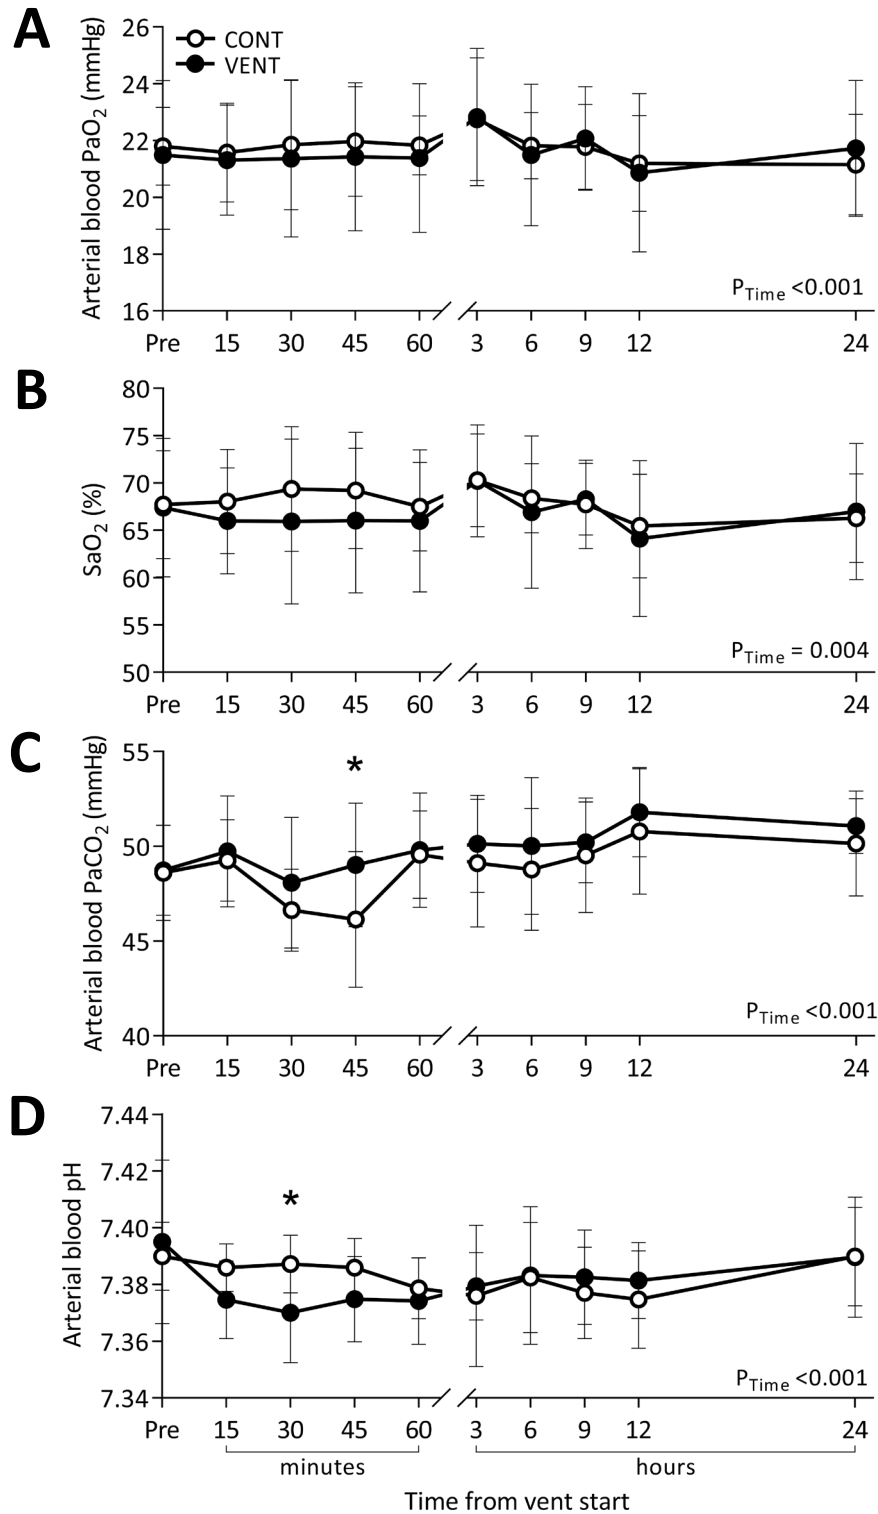 A
Arterial blood PaO2 (mmHg)
26
24
22
20
18
16
CONT
VENT
PTime <0.001
Pre 15 30 45 60 3 6 9 12 24
B
SaO2 (%)
80
75
70
65
60
55
50
PTime = 0.004
Pre 15 30 45 60 3 6 9 12 24
C
Arterial blood PaCO2 (mmHg)
55
50
45
40
*
PTime <0.001
Pre 15 30 45 60 3 6 9 12 24
D
Arterial blood pH
7.44
7.42
7.40
7.38
7.36
7.34
*
PTime <0.001
Pre 15 30 45 60 3 6 9 12 24
minutes hours
Time from vent start